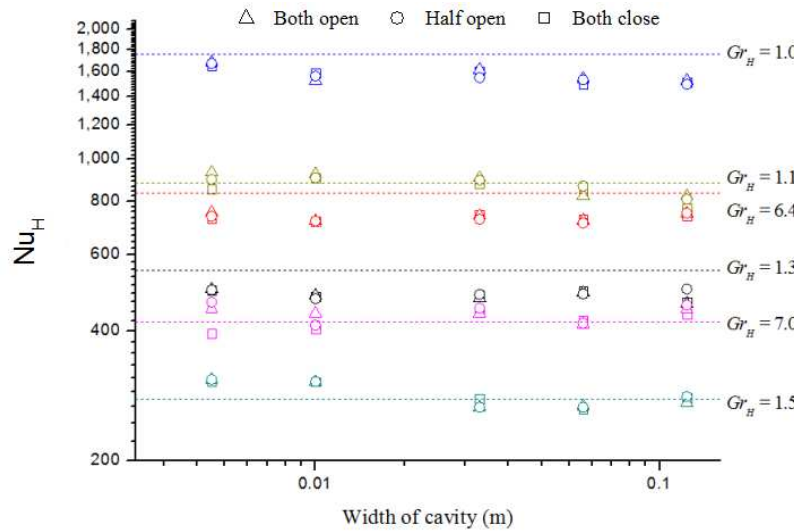 Both open Half open Both close
2,000
1,800
1,600
1,400
1,200
1,000
800
600
400
200
Nu_H
Gr_H = 1.0
Gr_H = 1.1
Gr_H = 6.4
Gr_H = 1.3
Gr_H = 7.0
Gr_H = 1.5
0.01 0.1
Width of cavity (m)